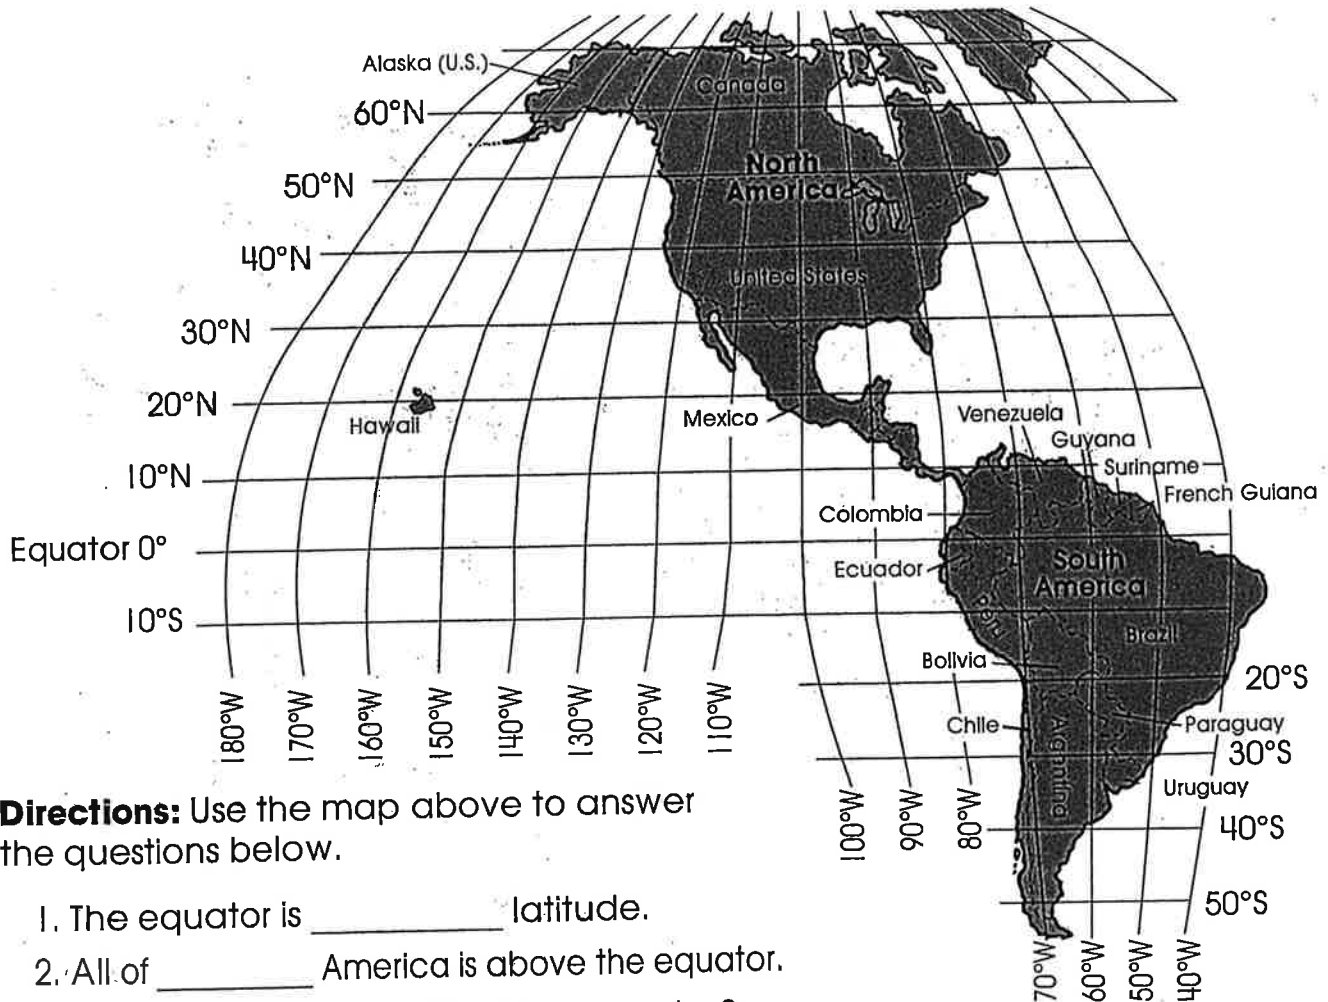 Alaska (U.S.)
Canada
60°N
North
America
50°N
40°N
United States
30°N
20°N
Hawaii
Mexico
Venezuela
Guyana
Suriname
French Guiana
10°N
Colombia
Equator 0°
Ecuador
South
America
10°S
Peru
Brazil
Bolivia
20°S
Chile
Argentina
Paraguay
30°S
Uruguay
180°W
170°W
160°W
150°W
140°W
130°W
120°W
110°W
100°W
90°W
80°W
40°S
50°S
70°W
60°W
50°W
40°W
Directions: Use the map above to answer
the questions below.
1. The equator is __________ latitude.
2. All of ________ America is above the equator.